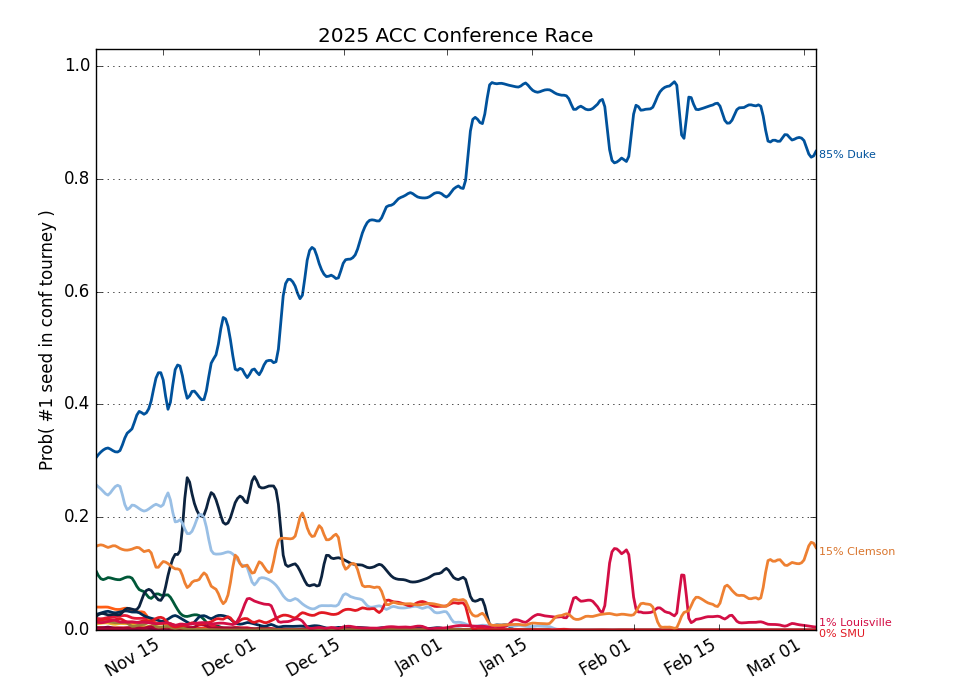 2025 ACC Conference Race
Prob( #1 seed in conf tourney )
1.0
0.8
0.6
0.4
0.2
0.0
Nov 15
Dec 01
Dec 15
Jan 01
Jan 15
Feb 01
Feb 15
Mar 01
85% Duke
15% Clemson
1% Louisville
0% SMU